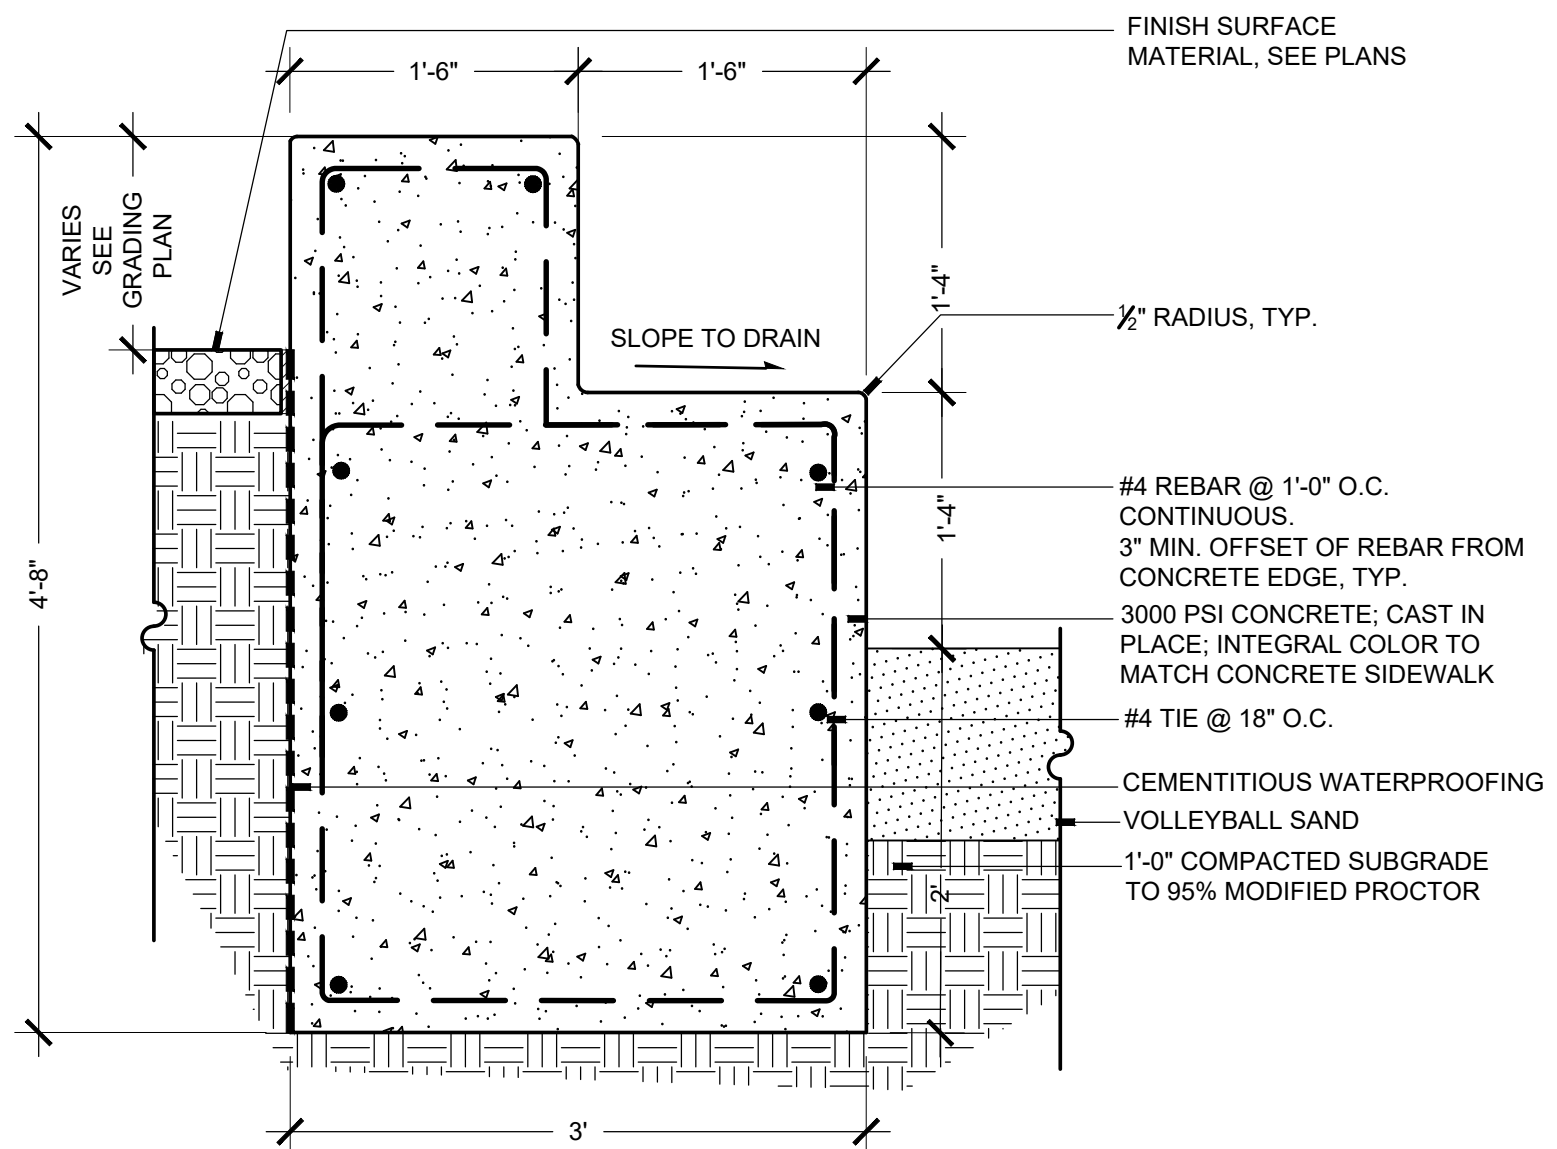 FINISH SURFACE
MATERIAL, SEE PLANS
1'-6"
1'-6"
VARIES
SEE
GRADING
PLAN
1'-4"
½" RADIUS, TYP.
SLOPE TO DRAIN
#4 REBAR @ 1'-0" O.C.
CONTINUOUS.
3" MIN. OFFSET OF REBAR FROM
CONCRETE EDGE, TYP.
1'-4"
4'-8"
3000 PSI CONCRETE; CAST IN
PLACE; INTEGRAL COLOR TO
MATCH CONCRETE SIDEWALK
#4 TIE @ 18" O.C.
CEMENTITIOUS WATERPROOFING
VOLLEYBALL SAND
1'-0" COMPACTED SUBGRADE
TO 95% MODIFIED PROCTOR
2'
3'